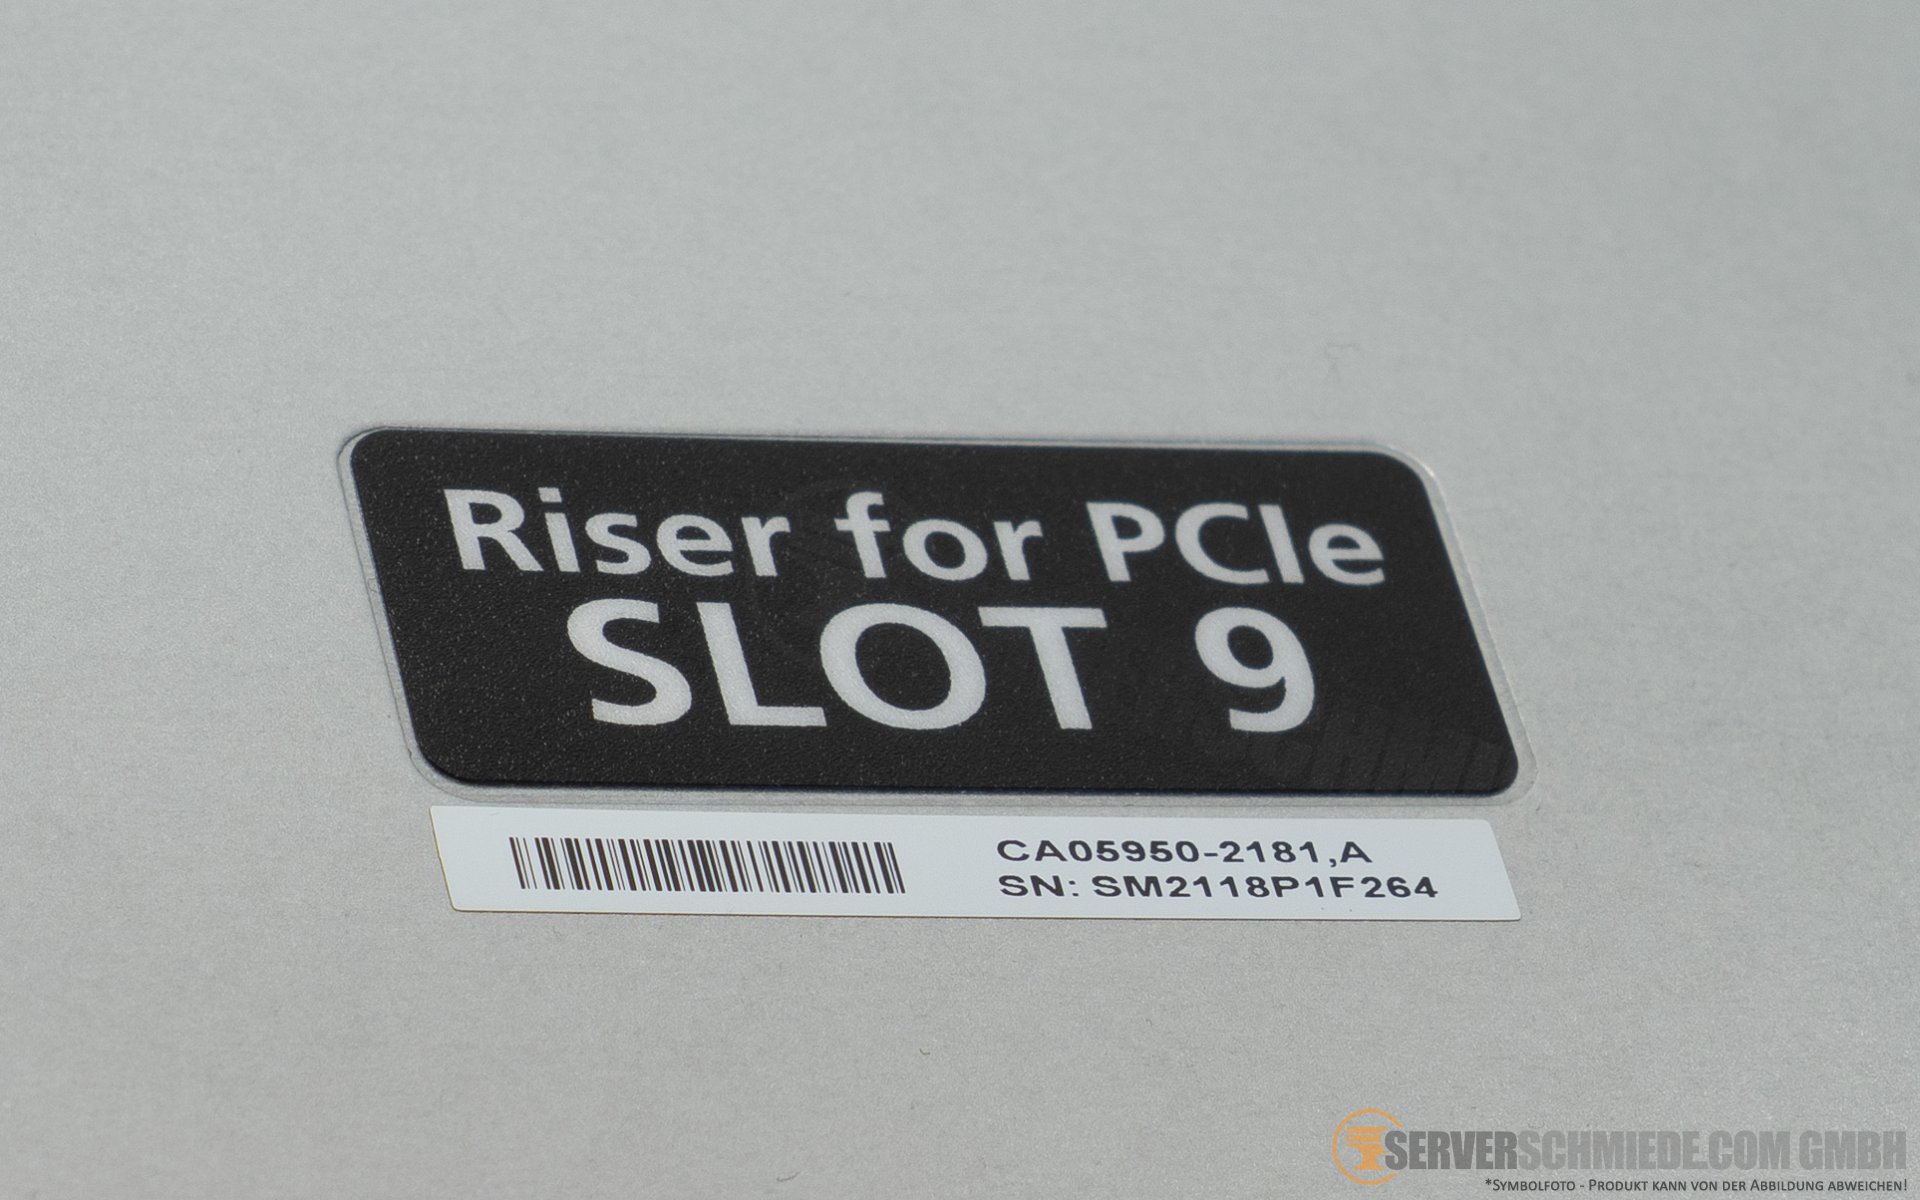 Riser for PCIe
SLOT 9
CA05950-2181,A
SN: SM2118P1F264
SERVERSCHMIEDE.COM GMBH
*Symbolfoto - Produkt kann von der Abbildung abweichen!